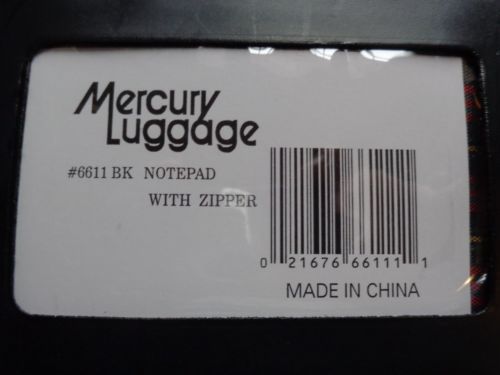 Mercury
Luggage
#6611 BK NOTEPAD
WITH ZIPPER
0 21676 66111 1
MADE IN CHINA